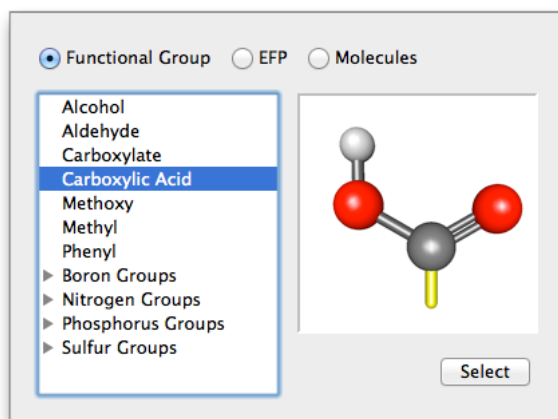 Functional Group EFP Molecules
Alcohol
Aldehyde
Carboxylate
Carboxylic Acid
Methoxy
Methyl
Phenyl
Boron Groups
Nitrogen Groups
Phosphorus Groups
Sulfur Groups
Select